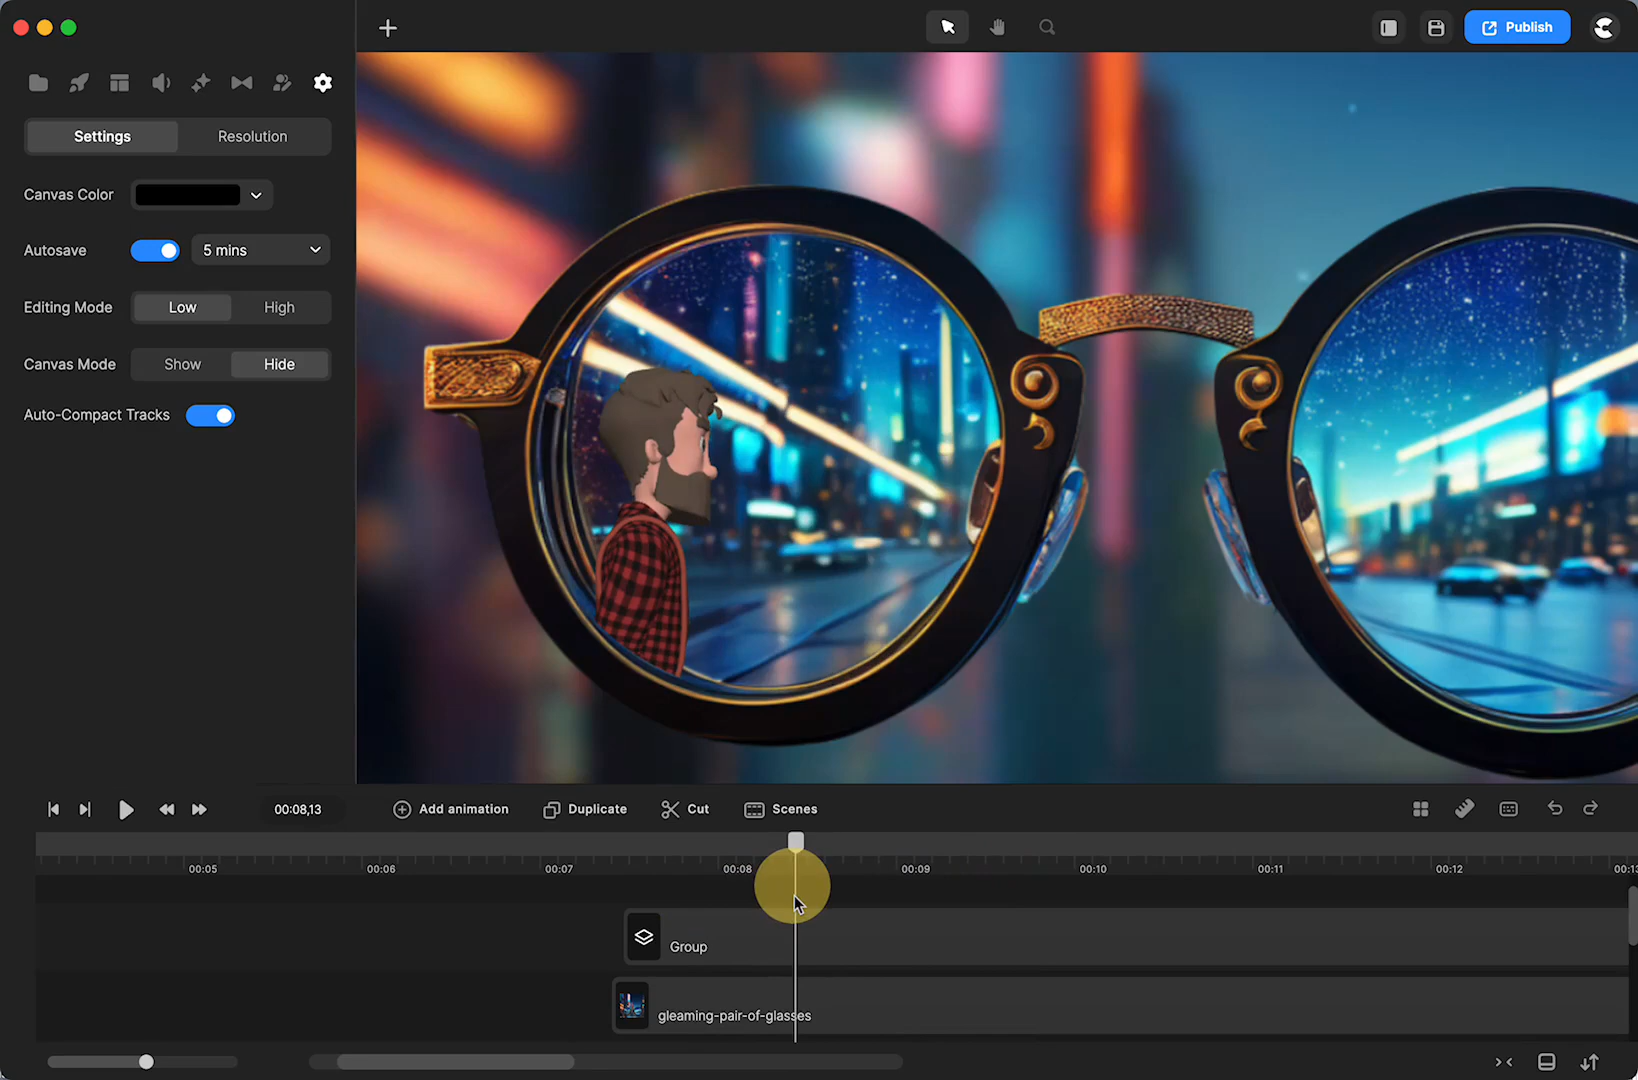 Publish
Settings
Resolution
Canvas Color
Autosave
5 mins
Editing Mode
Low
High
Canvas Mode
Show
Hide
Auto-Compact Tracks
00:08,13
Add animation
Duplicate
Cut
Scenes
00:05
00:06
00:07
00:08
00:09
00:10
00:11
00:12
00:13
Group
gleaming-pair-of-glasses